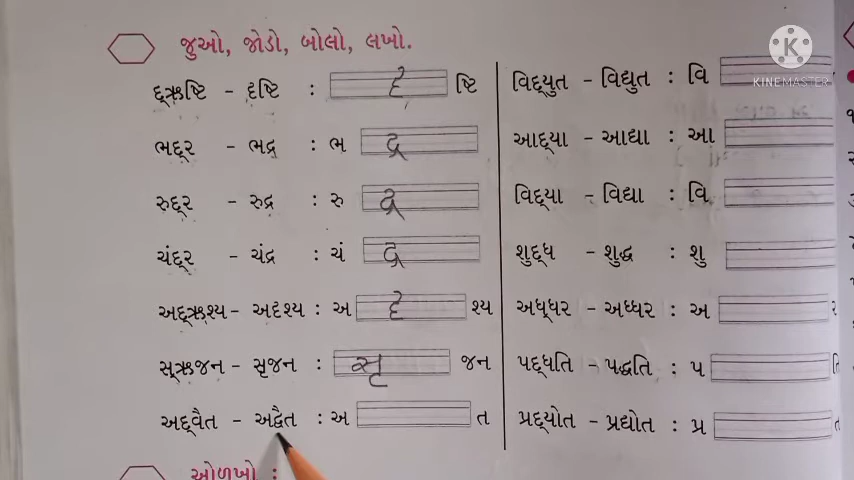 જુઓ, જોડો, બોલો, લખો.
દ્ઋષ્ટિ - દૃષ્ટિ : દૃ ષ્ટિ
ભદ્ર - ભદ્ર : ભ દ્ર
રુદ્ર - રુદ્ર : રુ દ્ર
ચંદ્ર - ચંદ્ર : ચં દ્ર
અદ્ઋશ્ય - અદૃશ્ય : અ દૃ શ્ય
સ્ઋજન - સૃજન : સૃ જન
અદ્વૈત - અદ્વૈત : અ ત
વિદ્યુત - વિદ્યુત : વિ
આદ્યા - આદ્યા : આ
વિદ્યા - વિદ્યા : વિ
શુદ્ધ - શુદ્ધ : શુ
અધ્ધર - અધ્ધર : અ ર
પદ્ધતિ - પદ્ધતિ : પ તિ
પ્રદ્યોત - પ્રદ્યોત : પ્ર ત
ઓળખો :
K
KINEMASTER